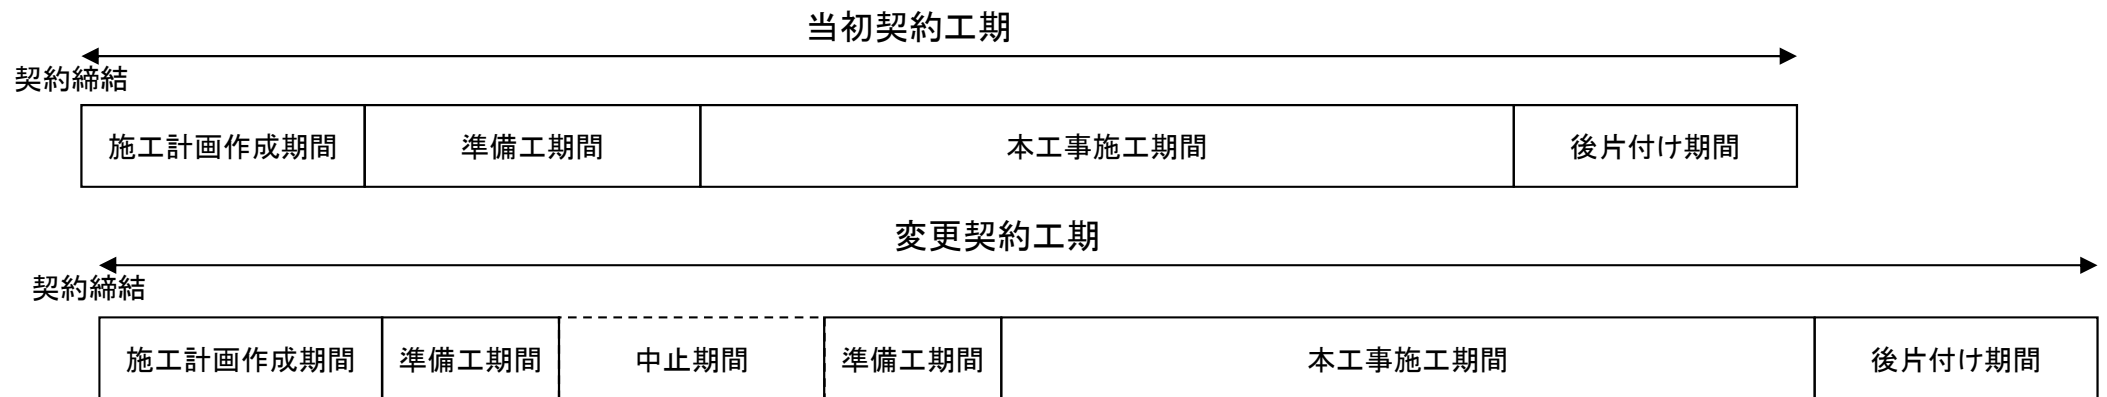 当初契約工期
契約締結
施工計画作成期間 準備工期間 本工事施工期間 後片付け期間
変更契約工期
契約締結
施工計画作成期間 準備工期間 中止期間 準備工期間 本工事施工期間 後片付け期間